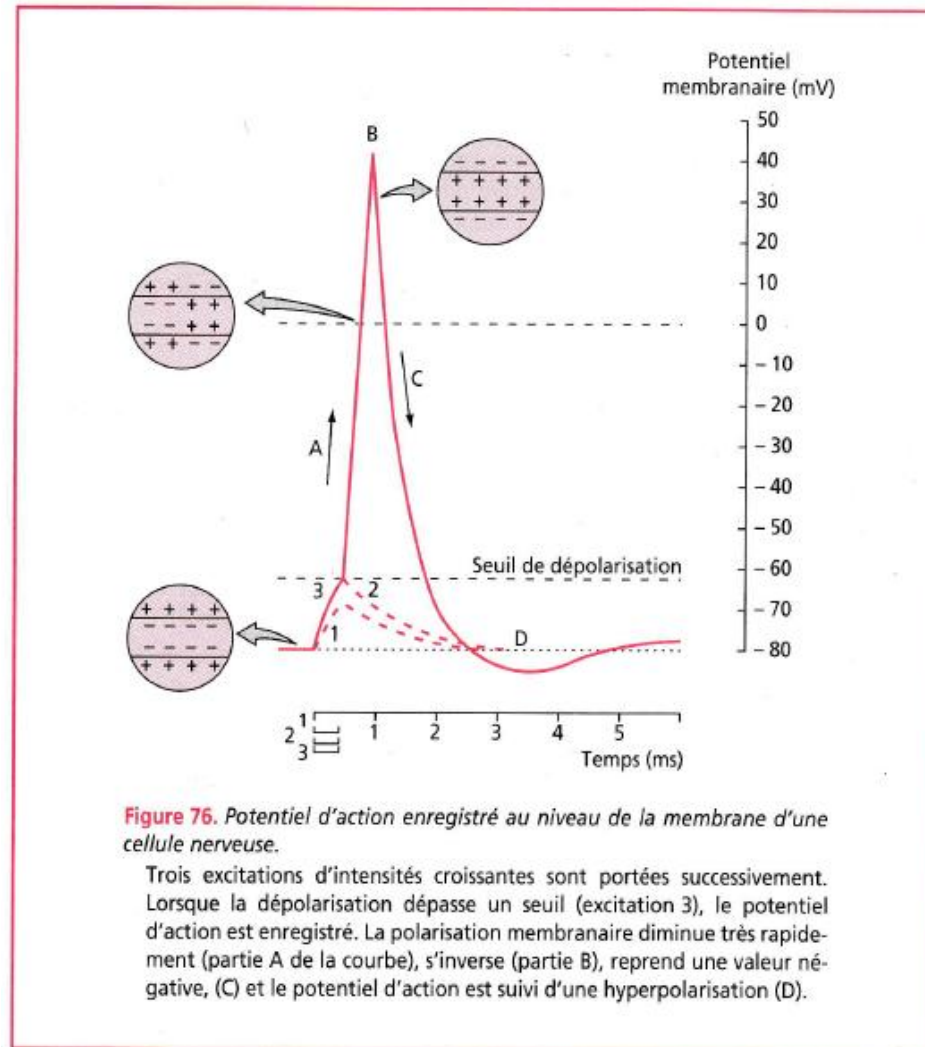 Potentiel
membranaire (mV)
50
40
30
20
10
0
– 10
– 20
– 30
– 40
– 50
– 60
– 70
– 80
B
+ + + +
+ + + +
– – – –
– – – –
+ + – –
– – + +
– – + +
+ + – –
C
A
Seuil de dépolarisation
3
2
1
D
+ + + +
– – – –
– – – –
+ + + +
1
2
3
1 2 3 4 5
Temps (ms)
Figure 76. Potentiel d'action enregistré au niveau de la membrane d'une
cellule nerveuse.
Trois excitations d'intensités croissantes sont portées successivement.
Lorsque la dépolarisation dépasse un seuil (excitation 3), le potentiel
d'action est enregistré. La polarisation membranaire diminue très rapide-
ment (partie A de la courbe), s'inverse (partie B), reprend une valeur né-
gative, (C) et le potentiel d'action est suivi d'une hyperpolarisation (D).